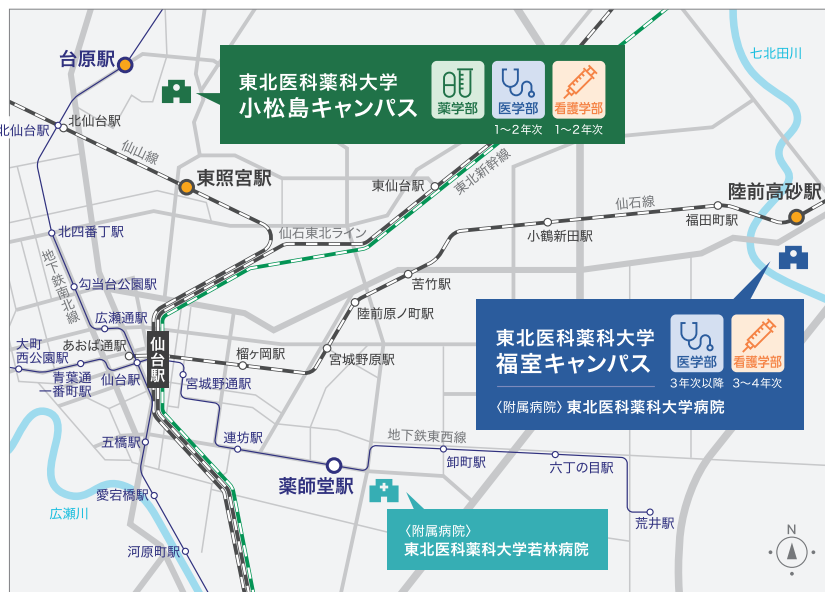 台原駅
北仙台駅
北仙台駅
仙山線
東照宮駅
東北医科薬科大学
小松島キャンパス
薬学部
医学部
看護学部
1〜2年次
1〜2年次
七北田川
東仙台駅
東北新幹線
仙石線
陸前高砂駅
福田町駅
小鶴新田駅
仙石東北ライン
北四番丁駅
地下鉄南北線
勾当台公園駅
広瀬通駅
あおば通駅
大町
西公園駅
青葉通
一番町駅
仙台駅
仙台駅
榴ヶ岡駅
宮城野原駅
陸前原ノ町駅
苦竹駅
宮城野通駅
東北医科薬科大学
福室キャンパス
医学部
看護学部
3年次以降
3〜4年次
〈附属病院〉東北医科薬科大学病院
五橋駅
連坊駅
地下鉄東西線
薬師堂駅
卸町駅
六丁の目駅
荒井駅
愛宕橋駅
広瀬川
河原町駅
〈附属病院〉
東北医科薬科大学若林病院
N